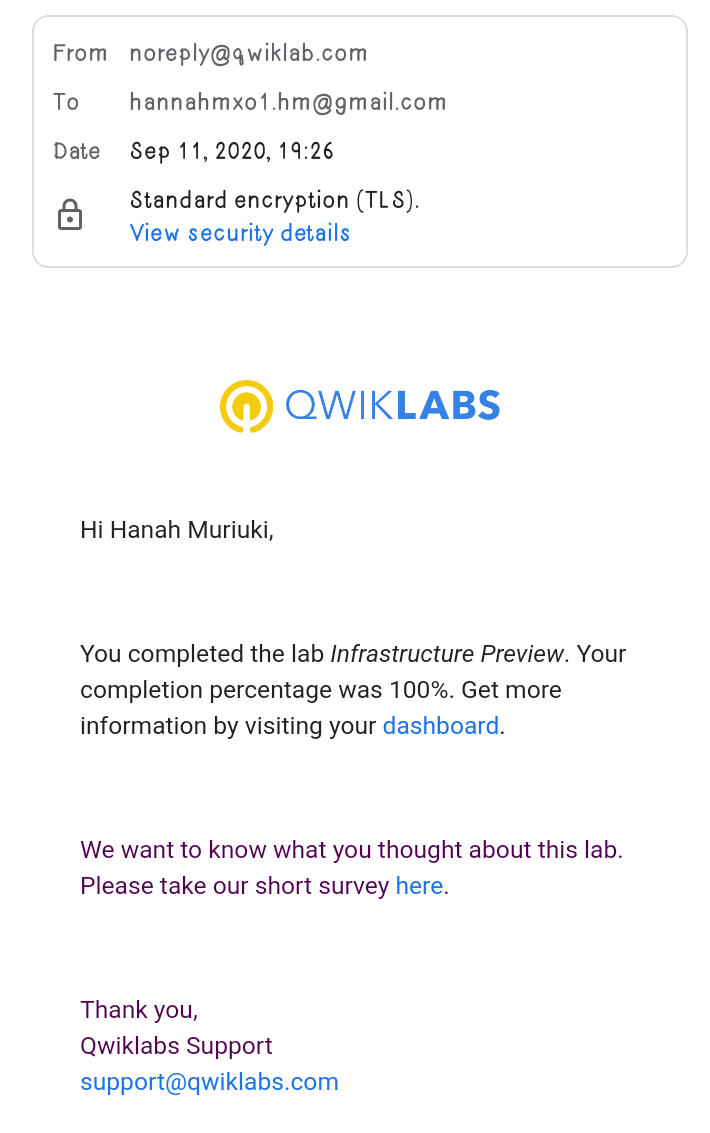 From noreply@qwiklab.com
To hannahmxo1.hm@gmail.com
Date Sep 11, 2020, 19:26
Standard encryption (TLS).
View security details
QWIKLABS
Hi Hanah Muriuki,
You completed the lab Infrastructure Preview. Your
completion percentage was 100%. Get more
information by visiting your dashboard.
We want to know what you thought about this lab.
Please take our short survey here.
Thank you,
Qwiklabs Support
support@qwiklabs.com